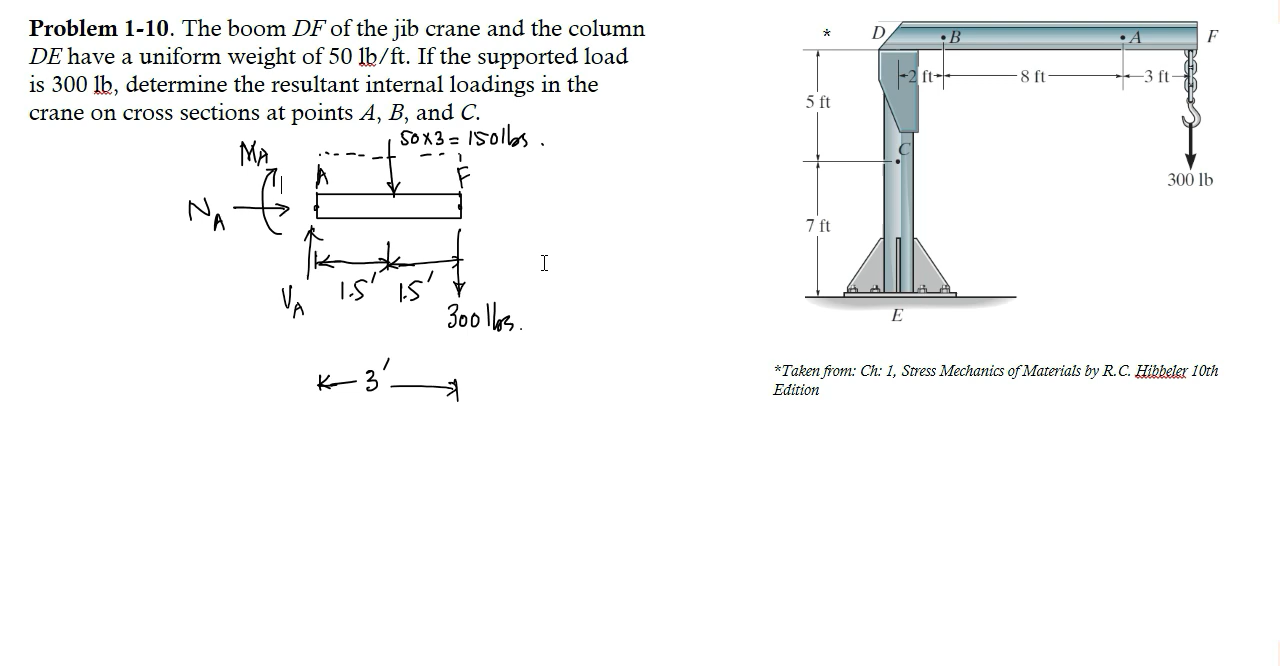 Problem 1-10. The boom DF of the jib crane and the column
DE have a uniform weight of 50 lb/ft. If the supported load
is 300 lb, determine the resultant internal loadings in the
crane on cross sections at points A, B, and C.
50x3 = 150lbs.
MA
A
F
NA
VA
1.5'
1.5'
300lbs.
3'
*
D
B
A
F
2 ft
8 ft
3 ft
5 ft
C
300 lb
7 ft
E
*Taken from: Ch: 1, Stress Mechanics of Materials by R.C. Hibbeler 10th
Edition